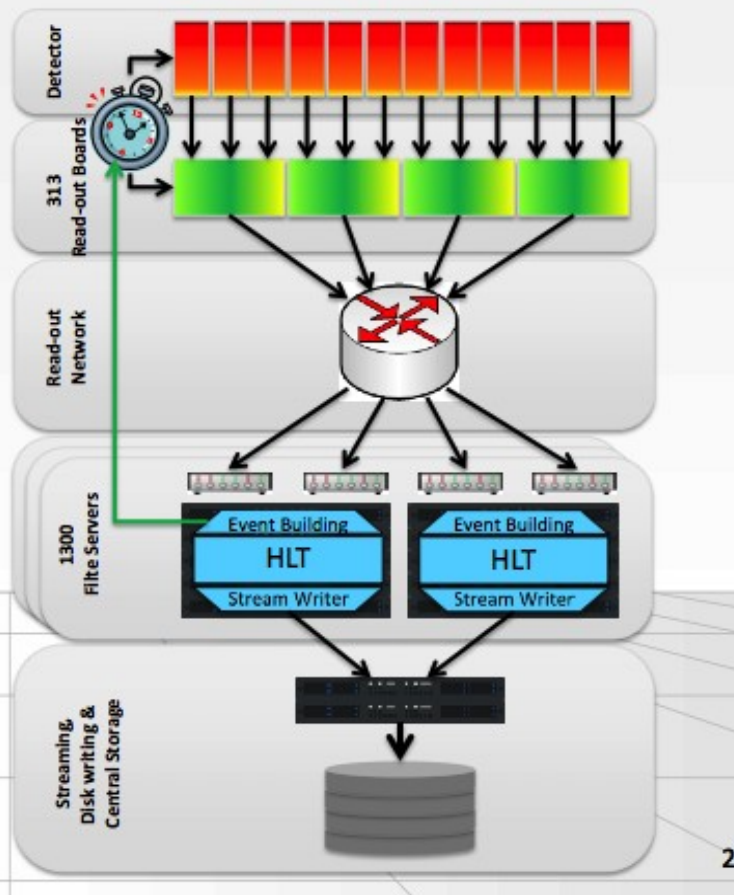 Detector
313
Read-out Boards
Read-out
Network
1300
Filte Servers
Event Building
HLT
Stream Writer
Event Building
HLT
Stream Writer
Streaming,
Disk writing &
Central Storage
2